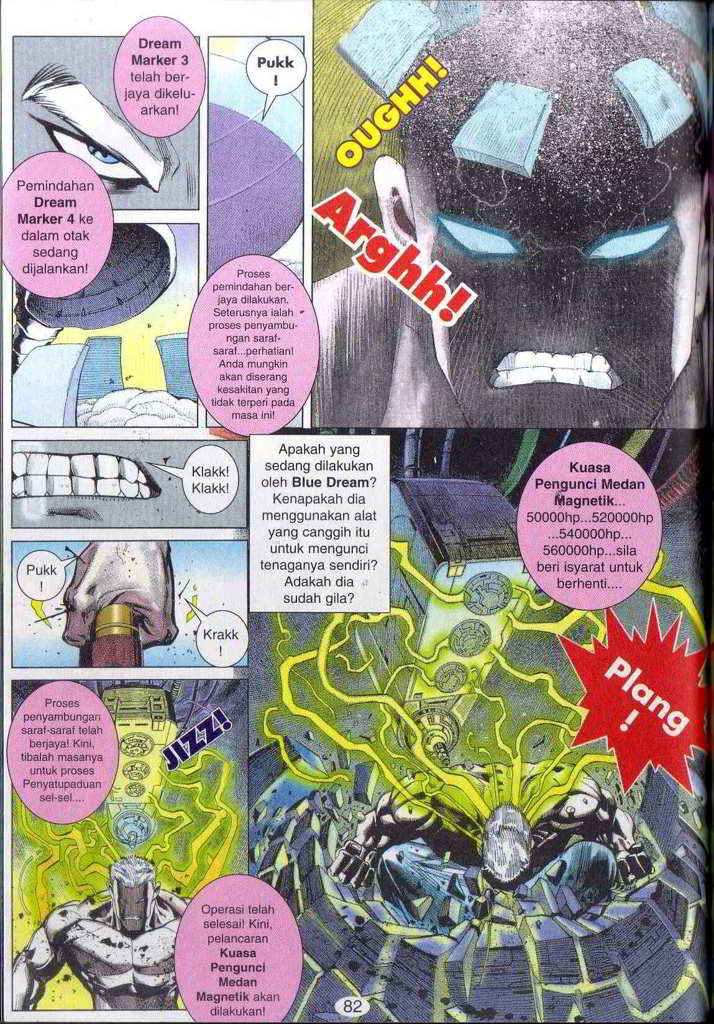 Dream
Marker 3
telah ber-
jaya dikelu-
arkan!
Pukk
!
OUGHH!
Arghh!
Pemindahan
Dream
Marker 4 ke
dalam otak
sedang
dijalankan!
Proses
pemindahan ber-
jaya dilakukan.
Seterusnya ialah
proses penyambu-
ngan saraf-
saraf...perhatian!
Anda mungkin
akan diserang
kesakitan yang
tidak terperi pada
masa ini!
Klakk!
Klakk!
Pukk
!
Krakk
!
Apakah yang
sedang dilakukan
oleh Blue Dream?
Kenapakah dia
menggunakan alat
yang canggih itu
untuk mengunci
tenaganya sendiri?
Adakah dia
sudah gila?
Kuasa
Pengunci Medan
Magnetik...
50000hp...520000hp
...540000hp...
560000hp...sila
beri isyarat untuk
berhenti....
Plang
!
Proses
penyambungan
saraf-saraf telah
berjaya! Kini,
tibalah masanya
untuk proses
Penyatupaduan
sel-sel....
JIZZ!
Operasi telah
selesai! Kini,
pelancaran
Kuasa
Pengunci
Medan
Magnetik akan
dilakukan!
82